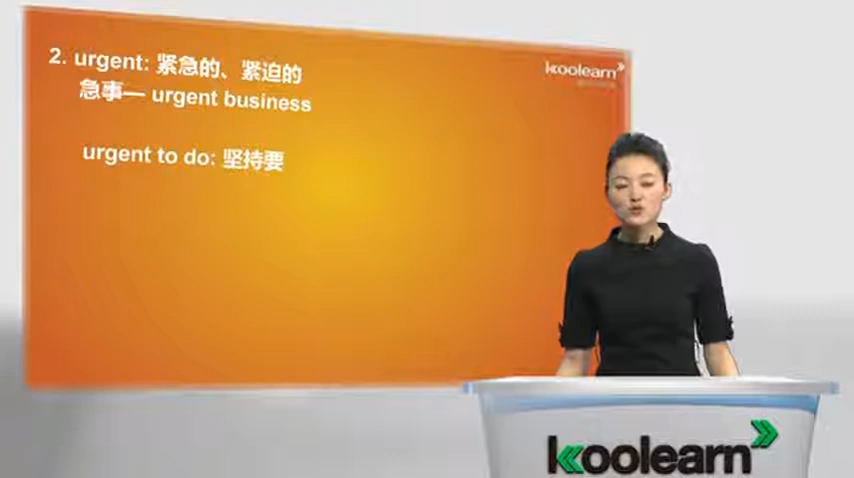 2. urgent: 紧急的、紧迫的
急事— urgent business
urgent to do: 坚持要
koolearn
koolearn